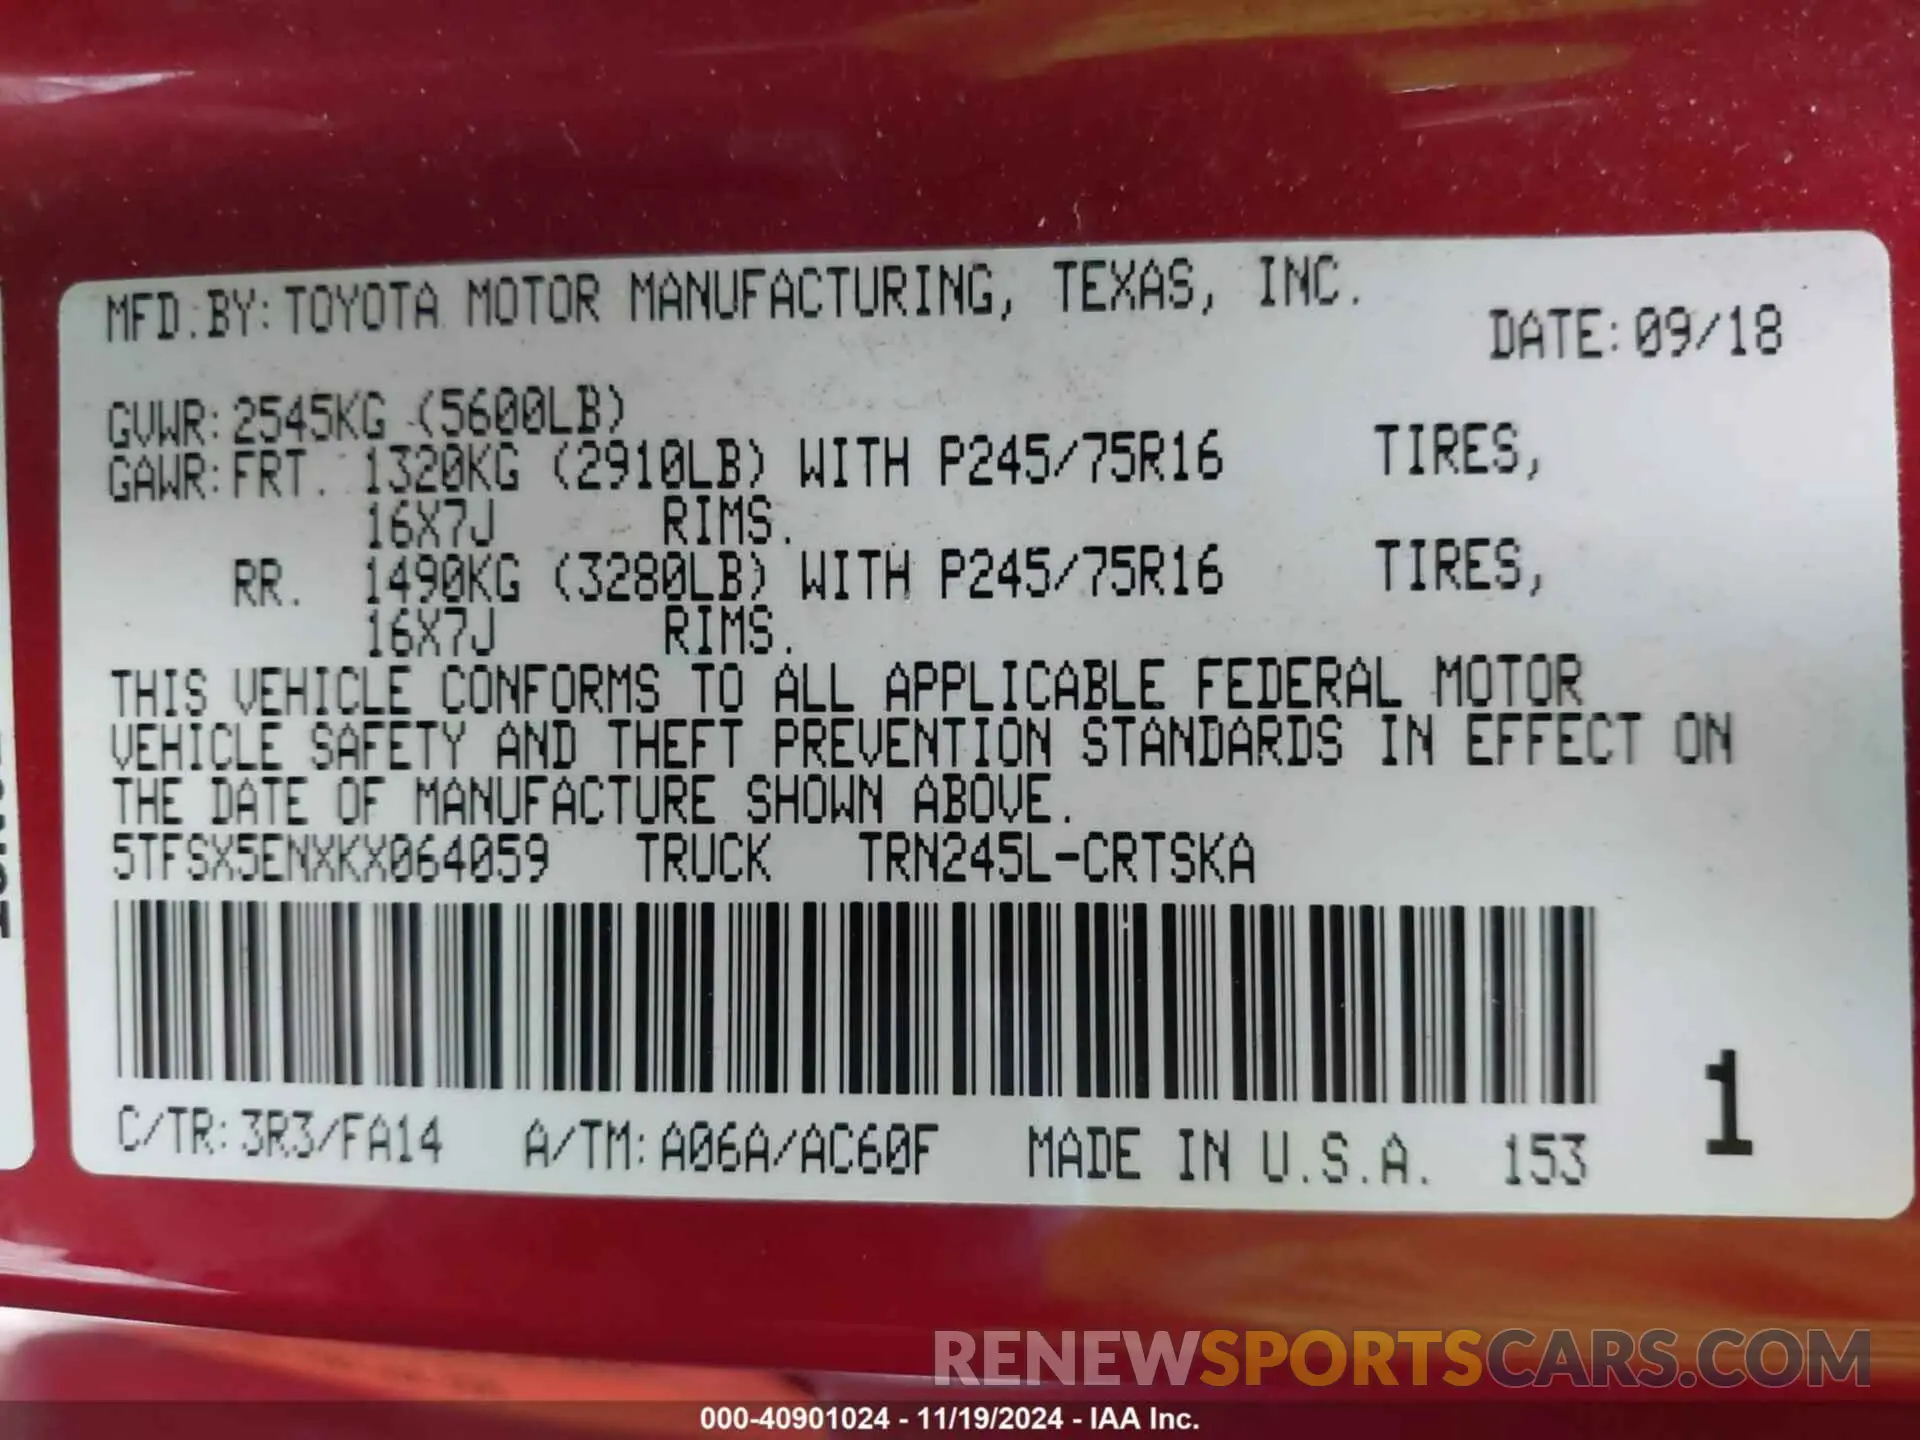 MFD.BY:TOYOTA MOTOR MANUFACTURING, TEXAS, INC.
DATE:09/18
GVWR:2545KG (5600LB)
GAWR:FRT. 1320KG (2910LB) WITH P245/75R16 TIRES,
16X7J RIMS.
RR. 1490KG (3280LB) WITH P245/75R16 TIRES,
16X7J RIMS.
THIS VEHICLE CONFORMS TO ALL APPLICABLE FEDERAL MOTOR
VEHICLE SAFETY AND THEFT PREVENTION STANDARDS IN EFFECT ON
THE DATE OF MANUFACTURE SHOWN ABOVE.
5TFSX5ENXKX064059 TRUCK TRN245L-CRTSKA
1
C/TR:3R3/FA14 A/TM:A06A/AC60F MADE IN U.S.A. 153
RENEWSPORTSCARS.COM
000-40901024 - 11/19/2024 - IAA Inc.